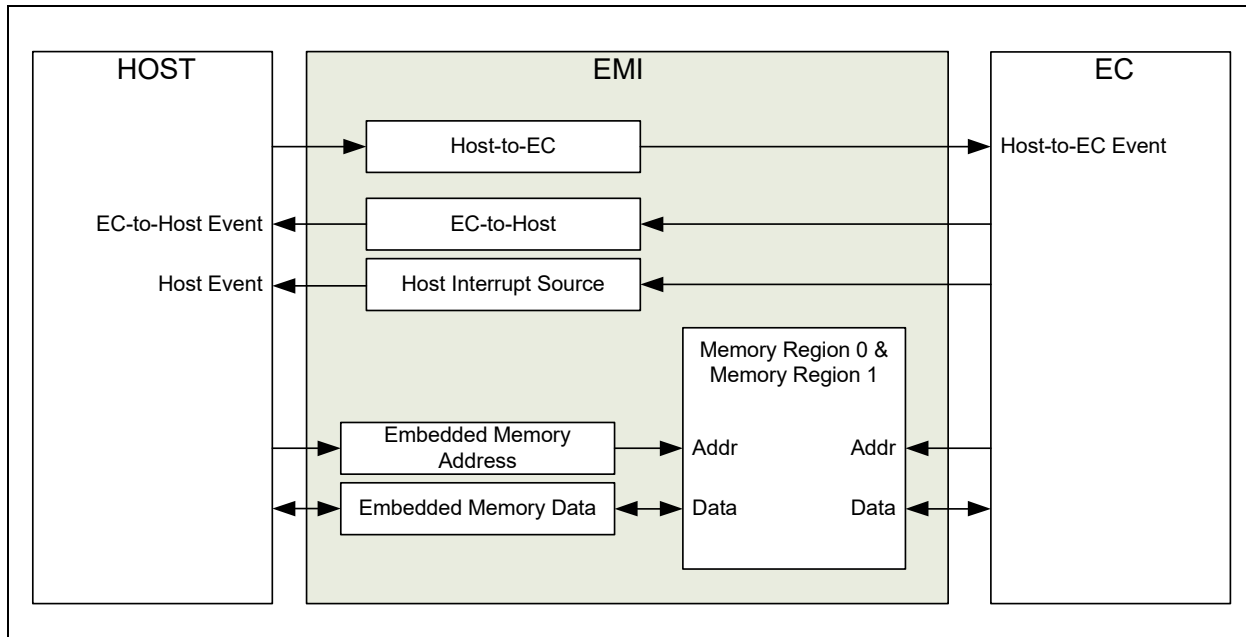 HOST
EMI
EC
Host-to-EC
Host-to-EC Event
EC-to-Host Event
EC-to-Host
Host Event
Host Interrupt Source
Memory Region 0 &
Memory Region 1
Embedded Memory
Address
Addr
Addr
Embedded Memory Data
Data
Data